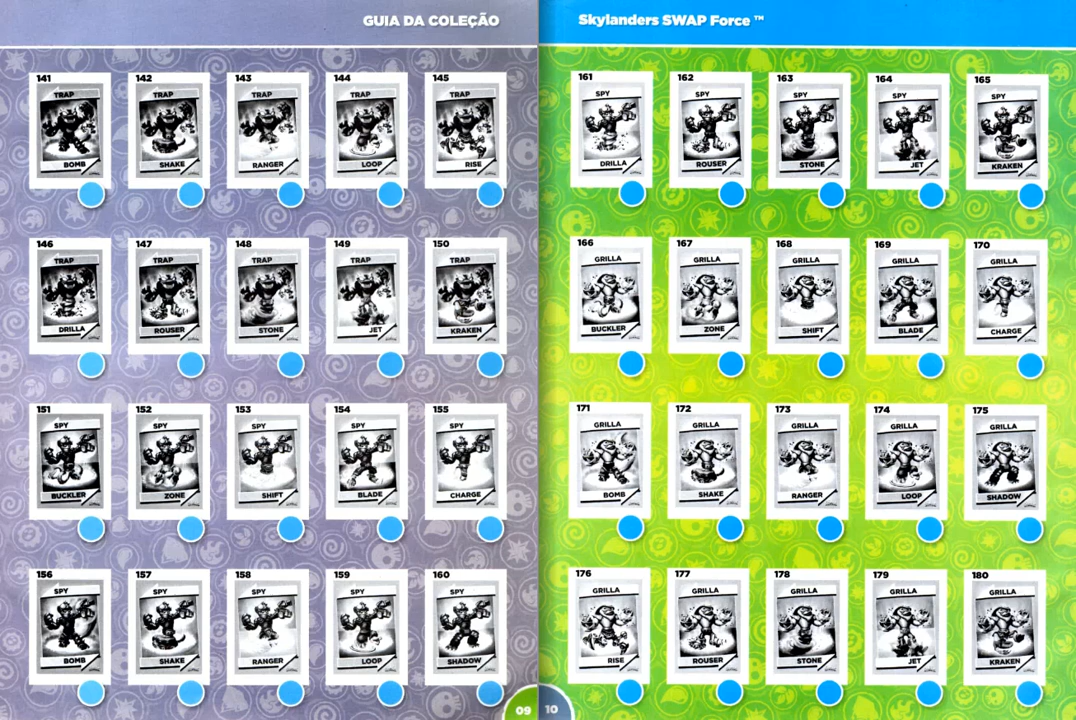 GUIA DA COLEÇÃO
141
TRAP
BOMB
142
TRAP
SHAKE
143
TRAP
RANGER
144
TRAP
LOOP
145
TRAP
RISE
146
TRAP
DRILLA
147
TRAP
ROUSER
148
TRAP
STONE
149
TRAP
JET
150
TRAP
KRAKEN
151
SPY
BUCKLER
152
SPY
ZONE
153
SPY
SHIFT
154
SPY
BLADE
155
SPY
CHARGE
156
SPY
BOMB
157
SPY
SHAKE
158
SPY
RANGER
159
SPY
LOOP
160
SPY
SHADOW
09
Skylanders SWAP Force ™
161
SPY
DRILLA
162
SPY
ROUSER
163
SPY
STONE
164
SPY
JET
165
SPY
KRAKEN
166
GRILLA
BUCKLER
167
GRILLA
ZONE
168
GRILLA
SHIFT
169
GRILLA
BLADE
170
GRILLA
CHARGE
171
GRILLA
BOMB
172
GRILLA
SHAKE
173
GRILLA
RANGER
174
GRILLA
LOOP
175
GRILLA
SHADOW
176
GRILLA
RISE
177
GRILLA
ROUSER
178
GRILLA
STONE
179
GRILLA
JET
180
GRILLA
KRAKEN
10